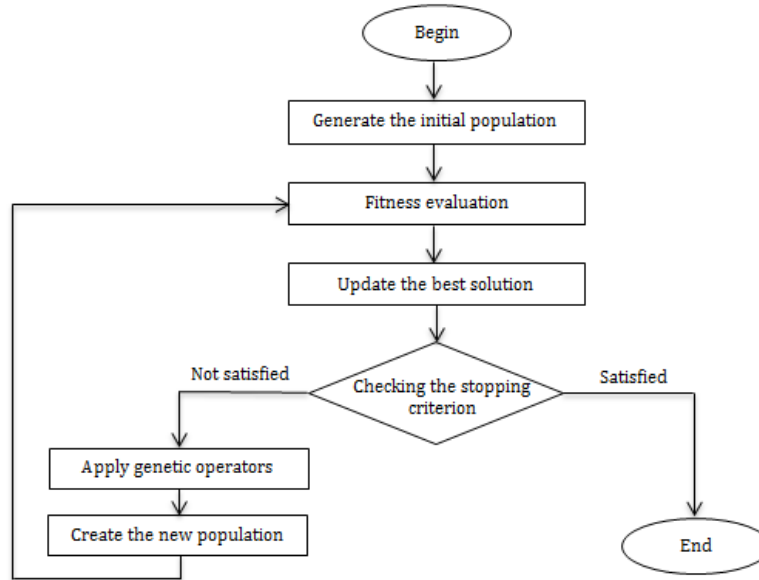 Begin
Generate the initial population
Fitness evaluation
Update the best solution
Not satisfied
Satisfied
Checking the stopping
criterion
Apply genetic operators
Create the new population
End